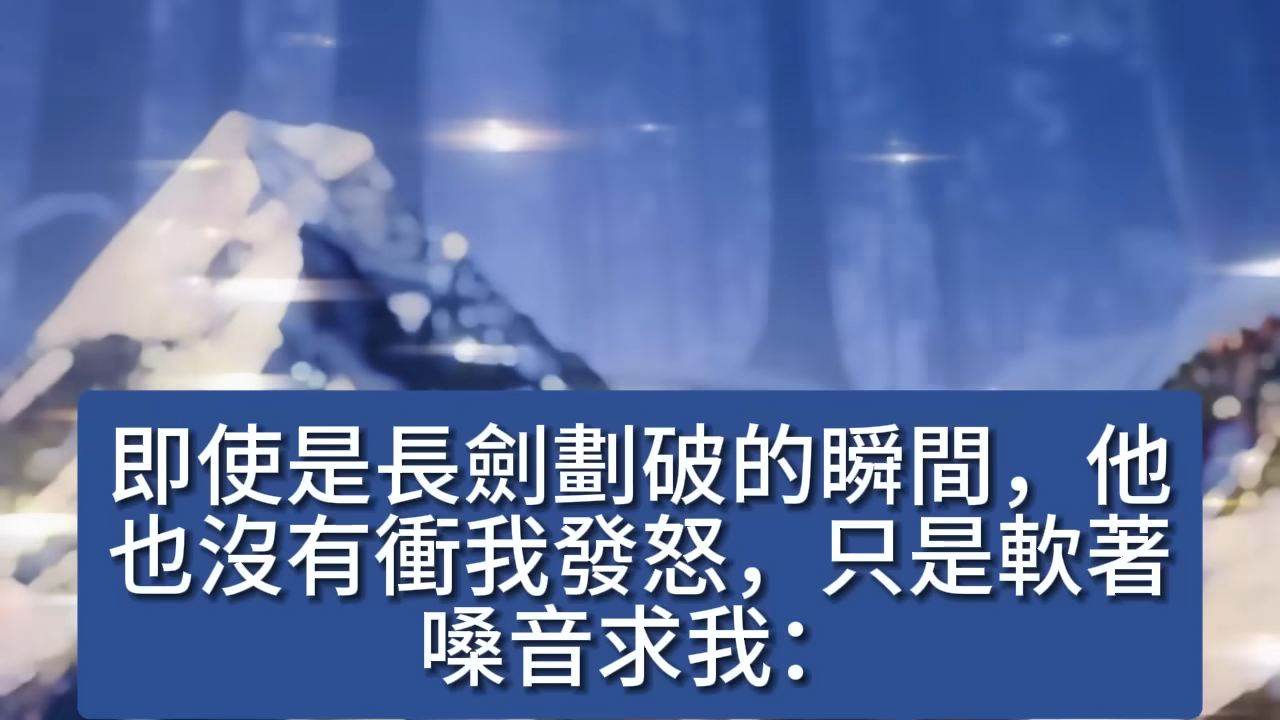 即使是長劍劃破的瞬間，他
也沒有衝我發怒，只是軟著
嗓音求我：